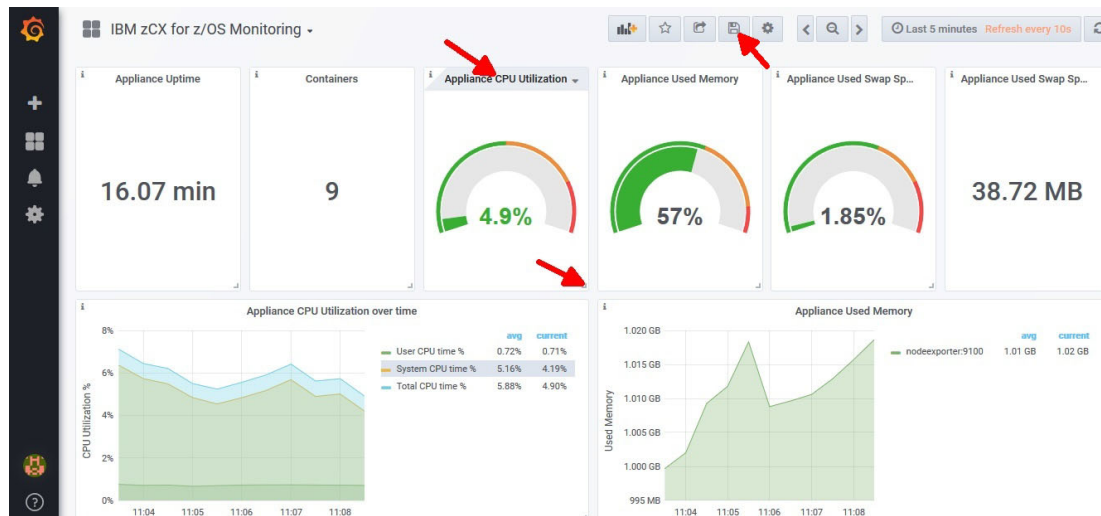 IBM zCX for z/OS Monitoring
Last 5 minutes Refresh every 10s
Appliance Uptime
Containers
Appliance CPU Utilization
Appliance Used Memory
Appliance Used Swap Sp...
Appliance Used Swap Sp...
16.07 min
9
4.9%
57%
1.85%
38.72 MB
Appliance CPU Utilization over time
CPU Utilization %
8%
6%
4%
2%
0%
11:04 11:05 11:06 11:07 11:08
avg current
User CPU time % 0.72% 0.71%
System CPU time % 5.16% 4.19%
Total CPU time % 5.88% 4.90%
Appliance Used Memory
Used Memory
1.020 GB
1.015 GB
1.010 GB
1.005 GB
1.000 GB
995 MB
11:04 11:05 11:06 11:07 11:08
avg current
nodeexporter:9100 1.01 GB 1.02 GB